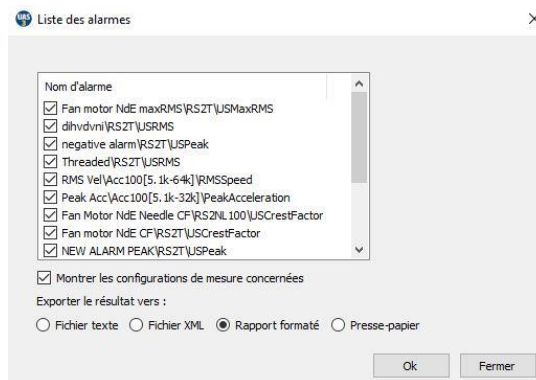 UAS
3
Liste des alarmes
Nom d'alarme
Fan motor NdE maxRMS\RS2T\USMaxRMS
dihvdvni\RS2T\USRMS
negative alarm\RS2T\USPeak
Threaded\RS2T\USRMS
RMS Vel\Acc100[5.1k-64k]\RMSSpeed
Peak Acc\Acc100[5.1k-32k]\PeakAcceleration
Fan Motor NdE Needle CF\RS2NL100\USCrestFactor
Fan motor NdE CF\RS2T\USCrestFactor
NEW ALARM PEAK\RS2T\USPeak
Montrer les configurations de mesure concernées
Exporter le résultat vers :
Fichier texte Fichier XML Rapport formaté Presse-papier
Ok Fermer